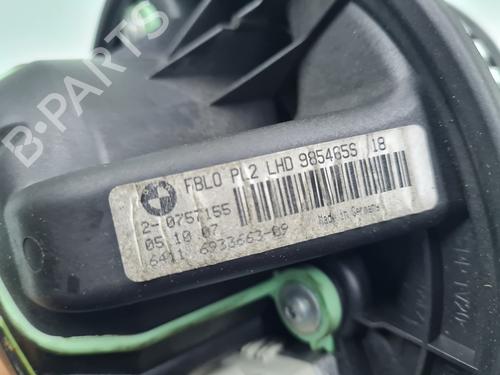 B-PARTS
FBLO PL2 LHD 985465S /18
2- 0757155
05.10 07
Made in Germany
6411 6933663-09